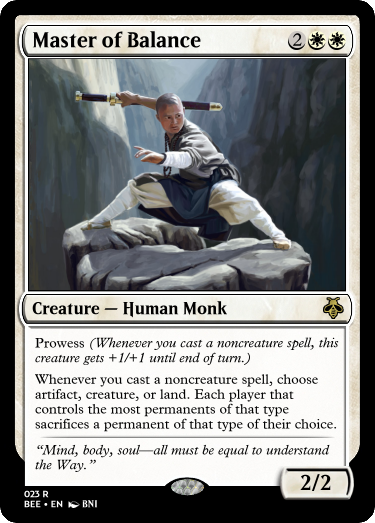 Master of Balance 2
Creature — Human Monk
Prowess (Whenever you cast a noncreature spell, this
creature gets +1/+1 until end of turn.)
Whenever you cast a noncreature spell, choose
artifact, creature, or land. Each player that
controls the most permanents of that type
sacrifices a permanent of that type of their choice.
“Mind, body, soul—all must be equal to understand
the Way.”
2/2
023 R
BEE • EN BNI